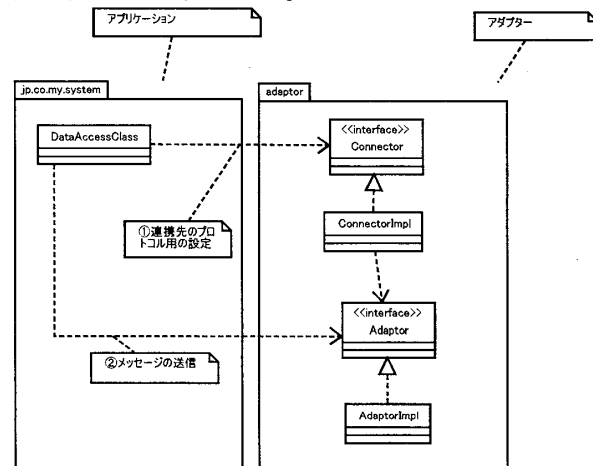 アプリケーション
アダプター
jp.co.my.system
adaptor
DataAccessClass
<<interface>>
Connector
①連携先のプロ
トコル用の設定
ConnectorImpl
<<interface>>
Adaptor
②メッセージの送信
AdaptorImpl